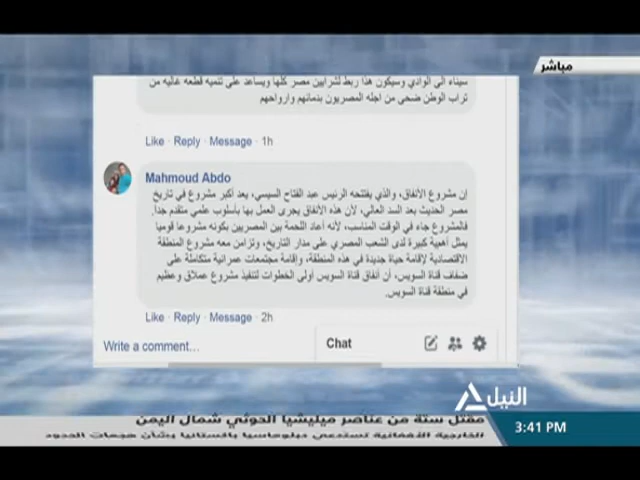 مباشر
سيناء الى الوادي وسيكون هذا ربط لشرايين مصر كلها ويساعد على تنميه قطعه غاليه من
تراب الوطن ضحي من اجله المصريون بدمائهم وارواحهم
Like · Reply · Message · 1h
Mahmoud Abdo
إن مشروع الأنفاق، والذي يفتتحه الرئيس عبد الفتاح السيسي، يعد أكبر مشروع في تاريخ
مصر الحديث بعد السد العالي، لأن هذه الأنفاق يجرى العمل بها بأسلوب علمي متقدم جداً.
فالمشروع جاء في الوقت المناسب، لأنه أعاد اللحمة بين المصريين بكونه مشروعا قوميا
يمثل أهمية كبيرة لدى الشعب المصري على مدار التاريخ، وتزامن معه مشروع المنطقة
الاقتصادية لإقامة حياة جديدة في هذه المنطقة، وإقامة مجتمعات عمرانية متكاملة على
ضفاف قناة السويس، أن أنفاق قناة السويس أولى الخطوات لتنفيذ مشروع عملاق وعظيم
في منطقة قناة السويس.
Like · Reply · Message · 2h
Write a comment...
Chat
النيل
مقتل ستة من عناصر ميليشيا الحوثي شمال اليمن
الخارجية الأفغانية تستدعي دبلوماسيا باكستانيا بشأن هجمات الحدود
3:41 PM